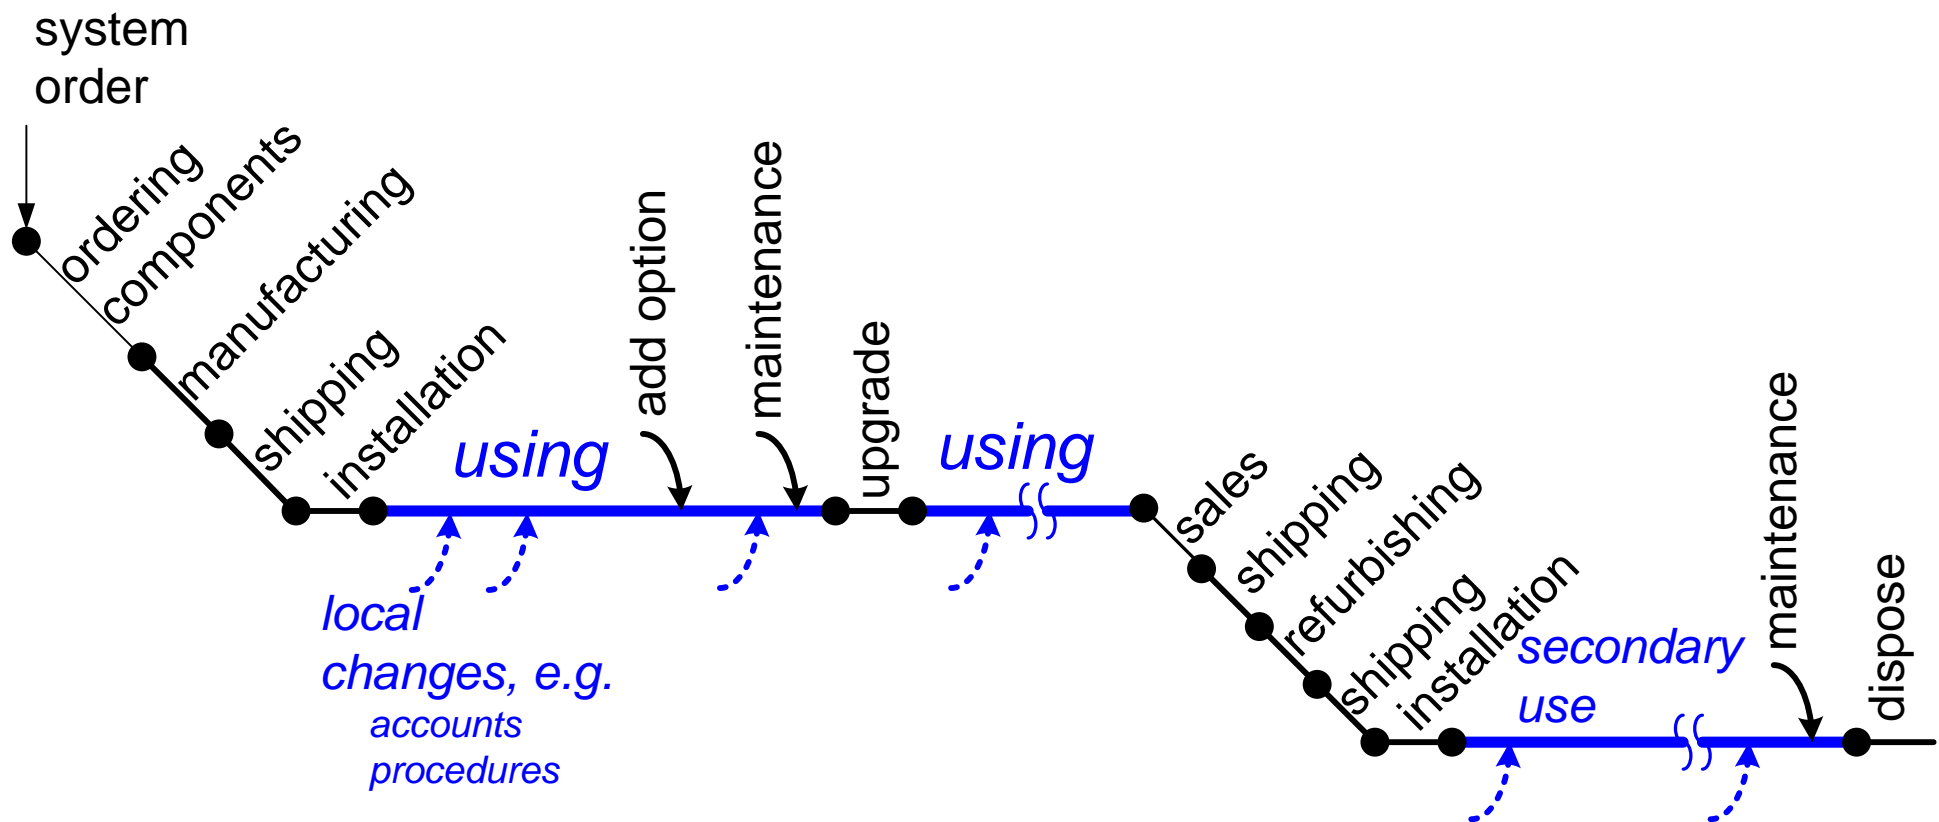 system
order
ordering
components
manufacturing
shipping
installation
using
add option
maintenance
upgrade
using
local
changes, e.g.
accounts
procedures
sales
shipping
refurbishing
shipping
installation
secondary
use
maintenance
dispose